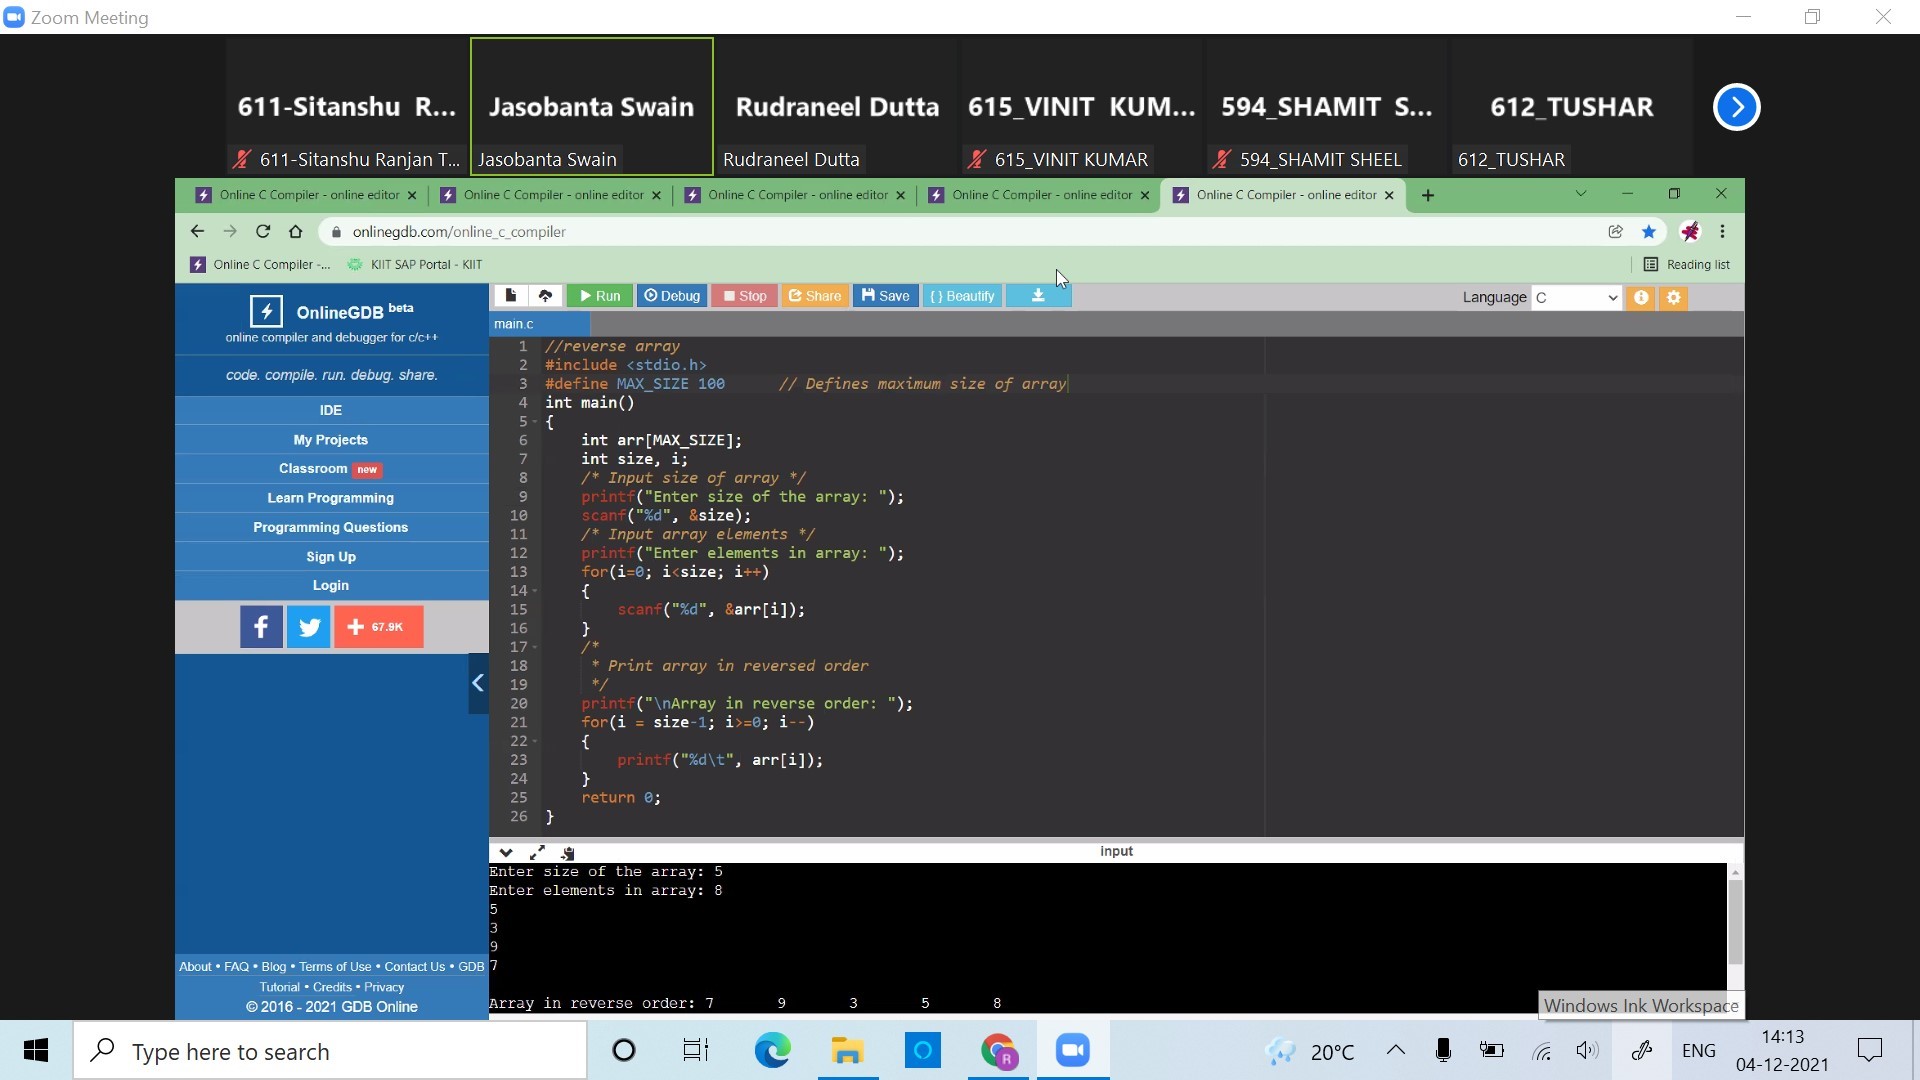 Zoom Meeting
611-Sitanshu R...
Jasobanta Swain
Rudraneel Dutta
615_VINIT KUM...
594_SHAMIT S...
612_TUSHAR
611-Sitanshu Ranjan T...
Jasobanta Swain
Rudraneel Dutta
615_VINIT KUMAR
594_SHAMIT SHEEL
612_TUSHAR
Online C Compiler - online editor
Online C Compiler - online editor
Online C Compiler - online editor
Online C Compiler - online editor
Online C Compiler - online editor
onlinegdb.com/online_c_compiler
Online C Compiler -...
KIIT SAP Portal - KIIT
Reading list
OnlineGDB beta
online compiler and debugger for c/c++
code. compile. run. debug. share.
IDE
My Projects
Classroom new
Learn Programming
Programming Questions
Sign Up
Login
f
+ 67.9K
About • FAQ • Blog • Terms of Use • Contact Us • GDB
Tutorial • Credits • Privacy
© 2016 - 2021 GDB Online
Run
Debug
Stop
Share
Save
{ } Beautify
Language C
main.c
1 //reverse array
2 #include <stdio.h>
3 #define MAX_SIZE 100      // Defines maximum size of array
4 int main()
5 {
6     int arr[MAX_SIZE];
7     int size, i;
8     /* Input size of array */
9     printf("Enter size of the array: ");
10     scanf("%d", &size);
11     /* Input array elements */
12     printf("Enter elements in array: ");
13     for(i=0; i<size; i++)
14     {
15         scanf("%d", &arr[i]);
16     }
17     /*
18      * Print array in reversed order
19      */
20     printf("\nArray in reverse order: ");
21     for(i = size-1; i>=0; i--)
22     {
23         printf("%d\t", arr[i]);
24     }
25     return 0;
26 }
input
Enter size of the array: 5
Enter elements in array: 8
5
3
9
7
Array in reverse order: 7       9       3       5       8
Windows Ink Workspace
Type here to search
R
20°C
ENG
14:13
04-12-2021